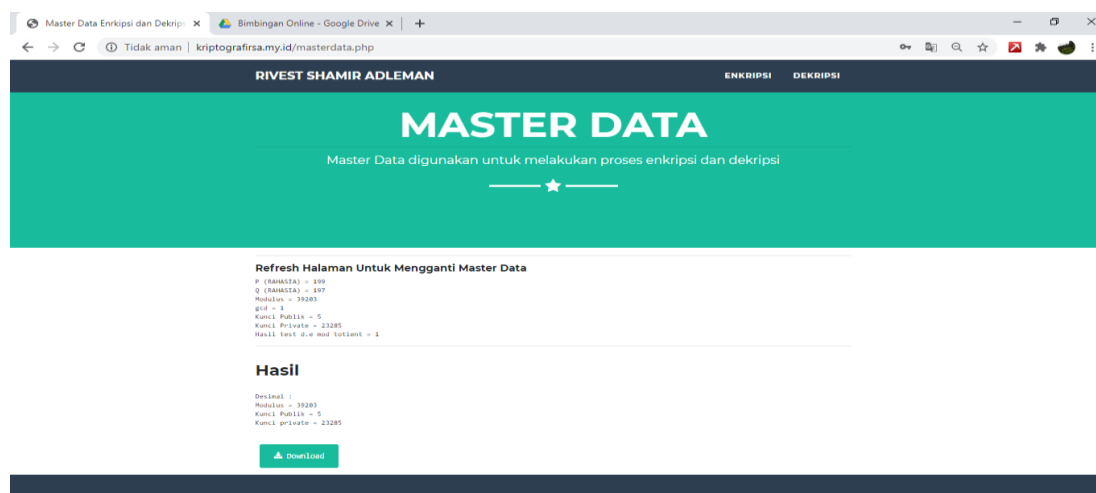 Master Data Enrkipsi dan Dekrips
Bimbingan Online - Google Drive
Tidak aman | kriptografirsa.my.id/masterdata.php
RIVEST SHAMIR ADLEMAN ENKRIPSI DEKRIPSI
MASTER DATA
Master Data digunakan untuk melakukan proses enkripsi dan dekripsi
Refresh Halaman Untuk Mengganti Master Data
P (RAHASIA) = 199
Q (RAHASIA) = 197
Modulus = 39203
gcd = 1
Kunci Publik = 5
Kunci Private = 23285
Hasil test d.e mod totient = 1
Hasil
Desimal :
Modulus = 39203
Kunci Publik = 5
Kunci private = 23285
Download